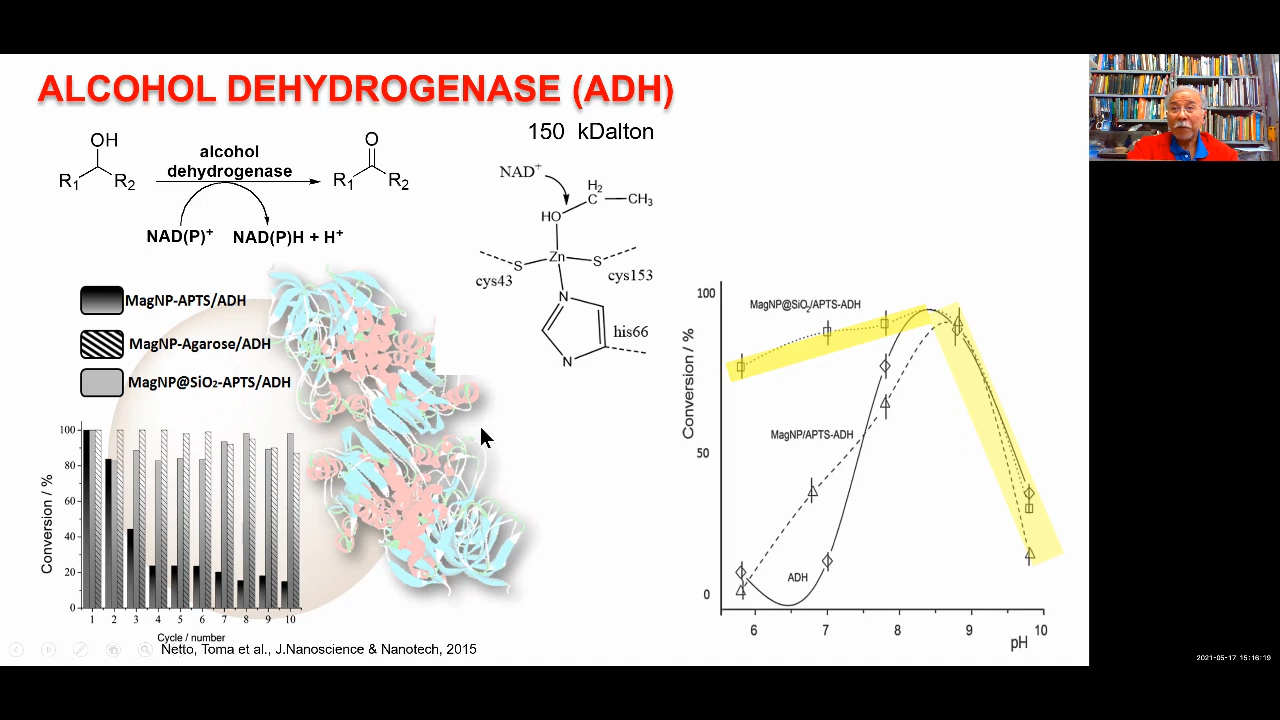 ALCOHOL DEHYDROGENASE (ADH)
150 kDalton
OH
R1 R2
alcohol
dehydrogenase
NAD(P)+ NAD(P)H + H+
O
R1 R2
NAD+
H2
C CH3
HO
Zn
S S
cys43 cys153
N
his66
N
MagNP-APTS/ADH
MagNP-Agarose/ADH
MagNP@SiO2-APTS/ADH
Conversion / %
100
80
60
40
20
0
1 2 3 4 5 6 7 8 9 10
Cycle / number
Netto, Toma et al., J.Nanoscience & Nanotech, 2015
Conversion / %
100
50
0
MagNP@SiO2/APTS-ADH
MagNP/APTS-ADH
ADH
6 7 8 9 10
pH
2021-05-17 15:16:19